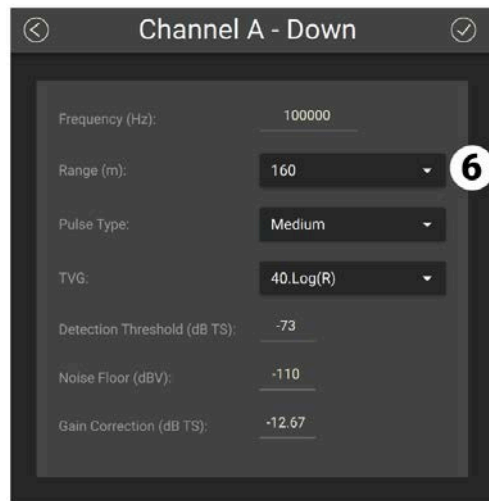 Channel A - Down
Frequency (Hz): 100000
Range (m): 160 6
Pulse Type: Medium
TVG: 40.Log(R)
Detection Threshold (dB TS): -73
Noise Floor (dBV): -110
Gain Correction (dB TS): -12.67